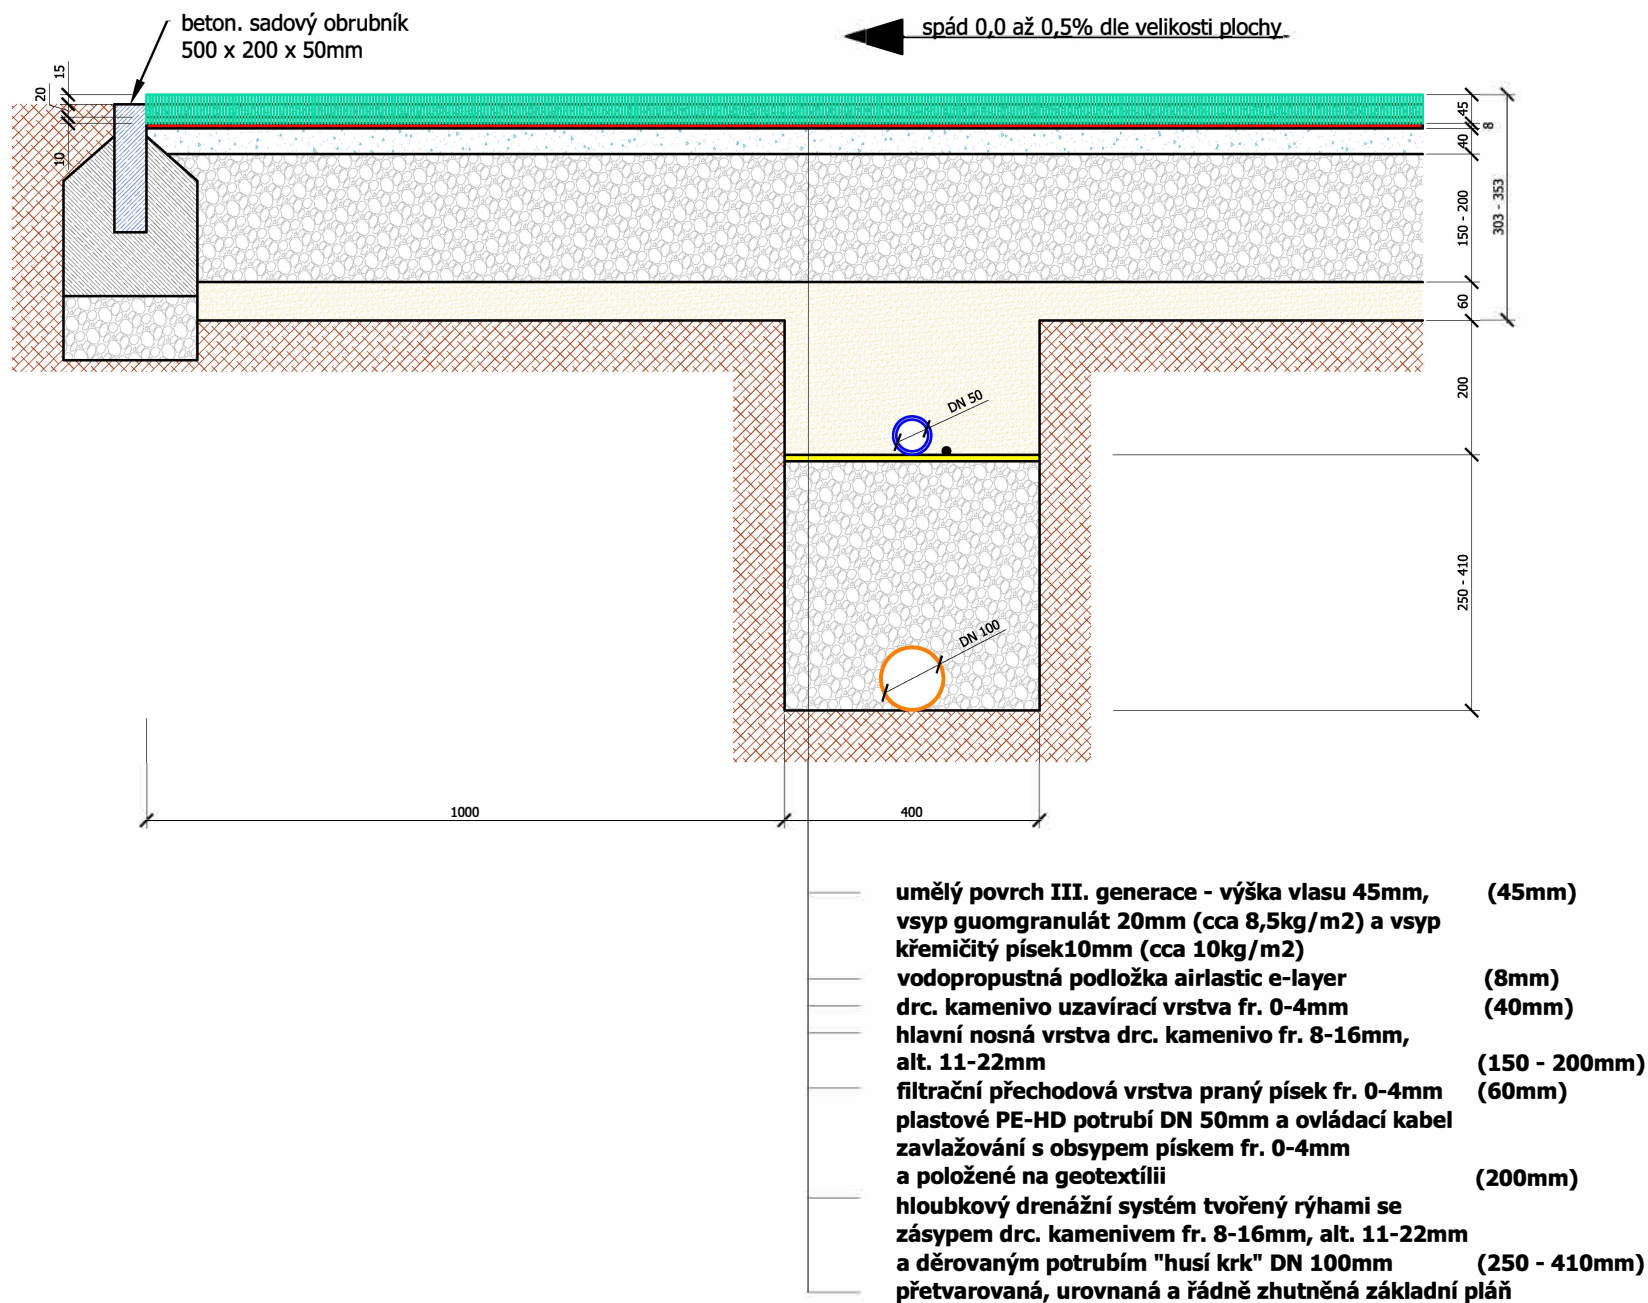 beton. sadový obrubník
500 x 200 x 50mm
spád 0,0 až 0,5% dle velikosti plochy
15
20
10
45
8
40
150 - 200
303 - 353
60
200
250 - 410
DN 50
DN 100
1000
400
umělý povrch III. generace - výška vlasu 45mm, (45mm)
vsyp guomgranulát 20mm (cca 8,5kg/m2) a vsyp
křemičitý písek10mm (cca 10kg/m2)
vodopropustná podložka airlastic e-layer (8mm)
drc. kamenivo uzavírací vrstva fr. 0-4mm (40mm)
hlavní nosná vrstva drc. kamenivo fr. 8-16mm,
alt. 11-22mm (150 - 200mm)
filtrační přechodová vrstva praný písek fr. 0-4mm (60mm)
plastové PE-HD potrubí DN 50mm a ovládací kabel
zavlažování s obsypem pískem fr. 0-4mm
a položené na geotextílii (200mm)
hloubkový drenážní systém tvořený rýhami se
zásypem drc. kamenivem fr. 8-16mm, alt. 11-22mm
a děrovaným potrubím "husí krk" DN 100mm (250 - 410mm)
přetvarovaná, urovnaná a řádně zhutněná základní pláň